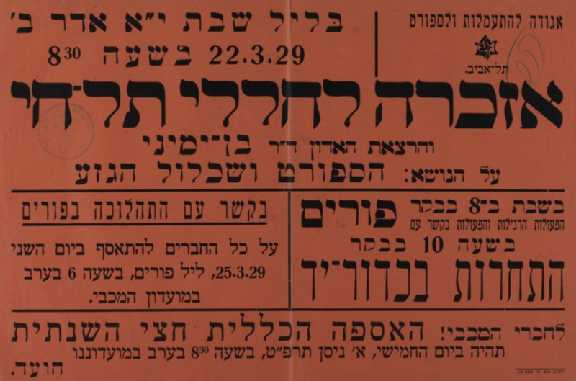 אגודה להתעמלות ולספורט
תל־אביב
בליל שבת י״א אדר ב׳
22.3.29 בשעה 8 30
אזכרה לחללי תל־חי
והרצאת האדון ד״ר בן־ימיני
על הנושא: הספורט ושכלול הגזע
בשבת ב־8 בבקר פורים
הפעולות הרגילות והפעולות בקשר עם
בשעה 10 בבקר
התחרות בכדור־יד
בקשר עם התהלוכה בפורים
על כל החברים להתאסף ביום השני
25.3.29, ליל פורים, בשעה 6 בערב
במועדון המכבי.
לחברי המכבי! האספה הכללית חצי השנתית
תהיה ביום החמישי, א׳ ניסן תרפ״ט, בשעה 8 30 בערב במועדוננו
הועד.